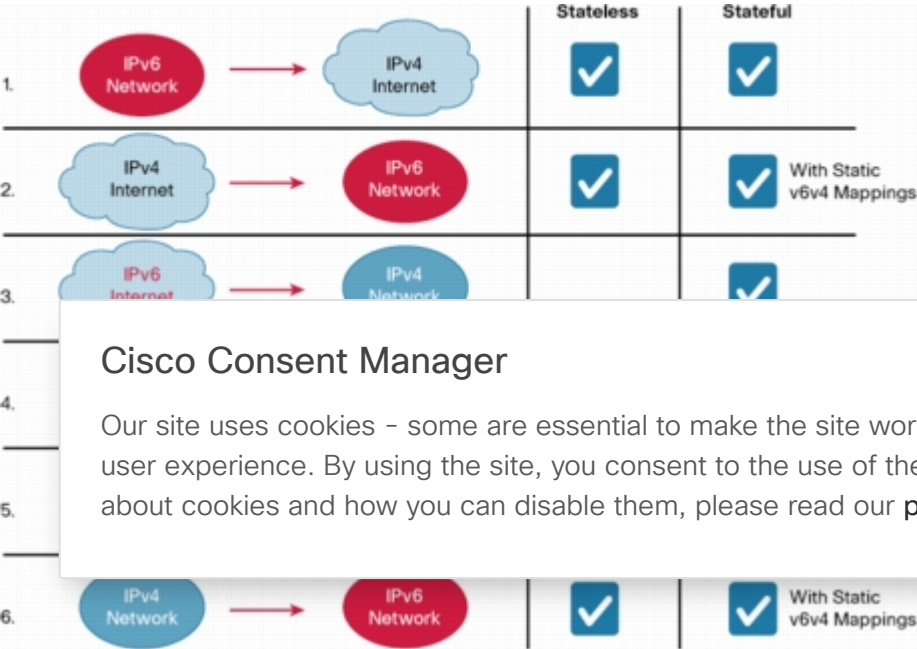 Stateless Stateful
1. IPv6 Network IPv4 Internet
2. IPv4 Internet IPv6 Network With Static v6v4 Mappings
3. IPv6 Internet IPv4 Network
Cisco Consent Manager
4.
Our site uses cookies - some are essential to make the site
user experience. By using the site, you consent to the use of
5.
about cookies and how you can disable them, please read our
6. IPv4 Network IPv6 Network With Static v6v4 Mappings